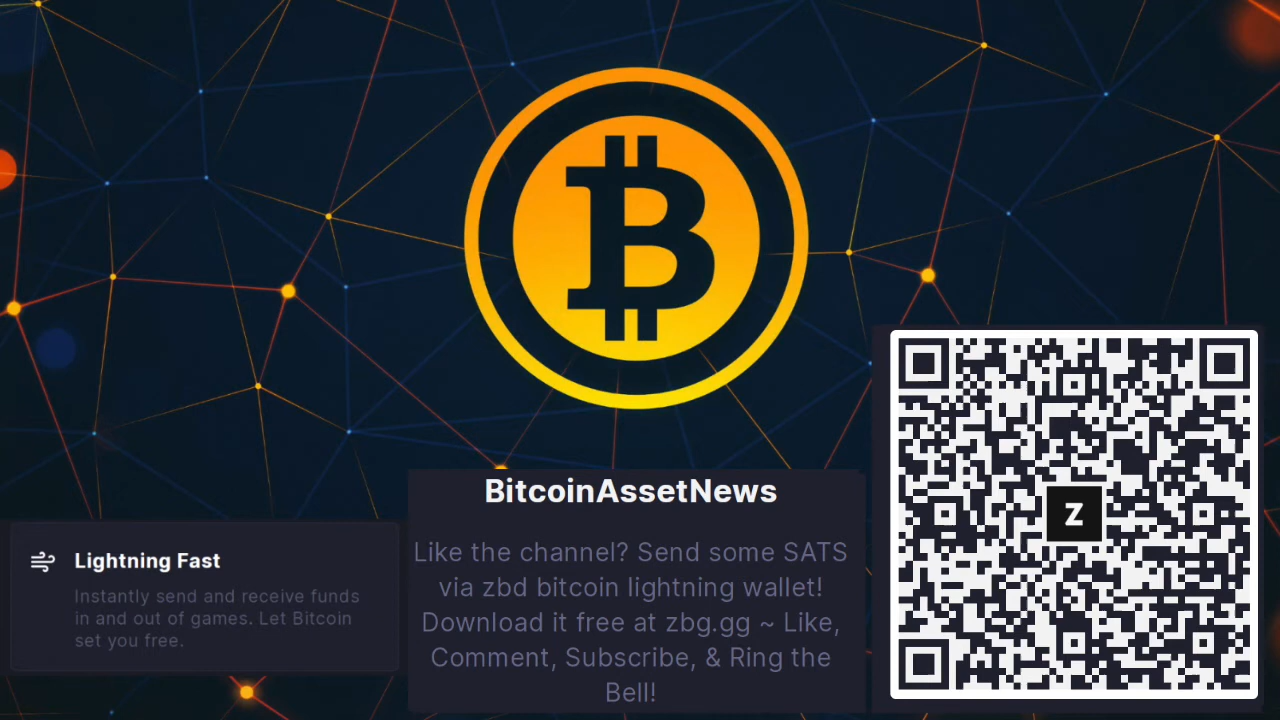 BitcoinAssetNews
Like the channel? Send some SATS
via zbd bitcoin lightning wallet!
Download it free at zbg.gg ~ Like,
Comment, Subscribe, & Ring the
Bell!
Lightning Fast
Instantly send and receive funds
in and out of games. Let Bitcoin
set you free.
Z